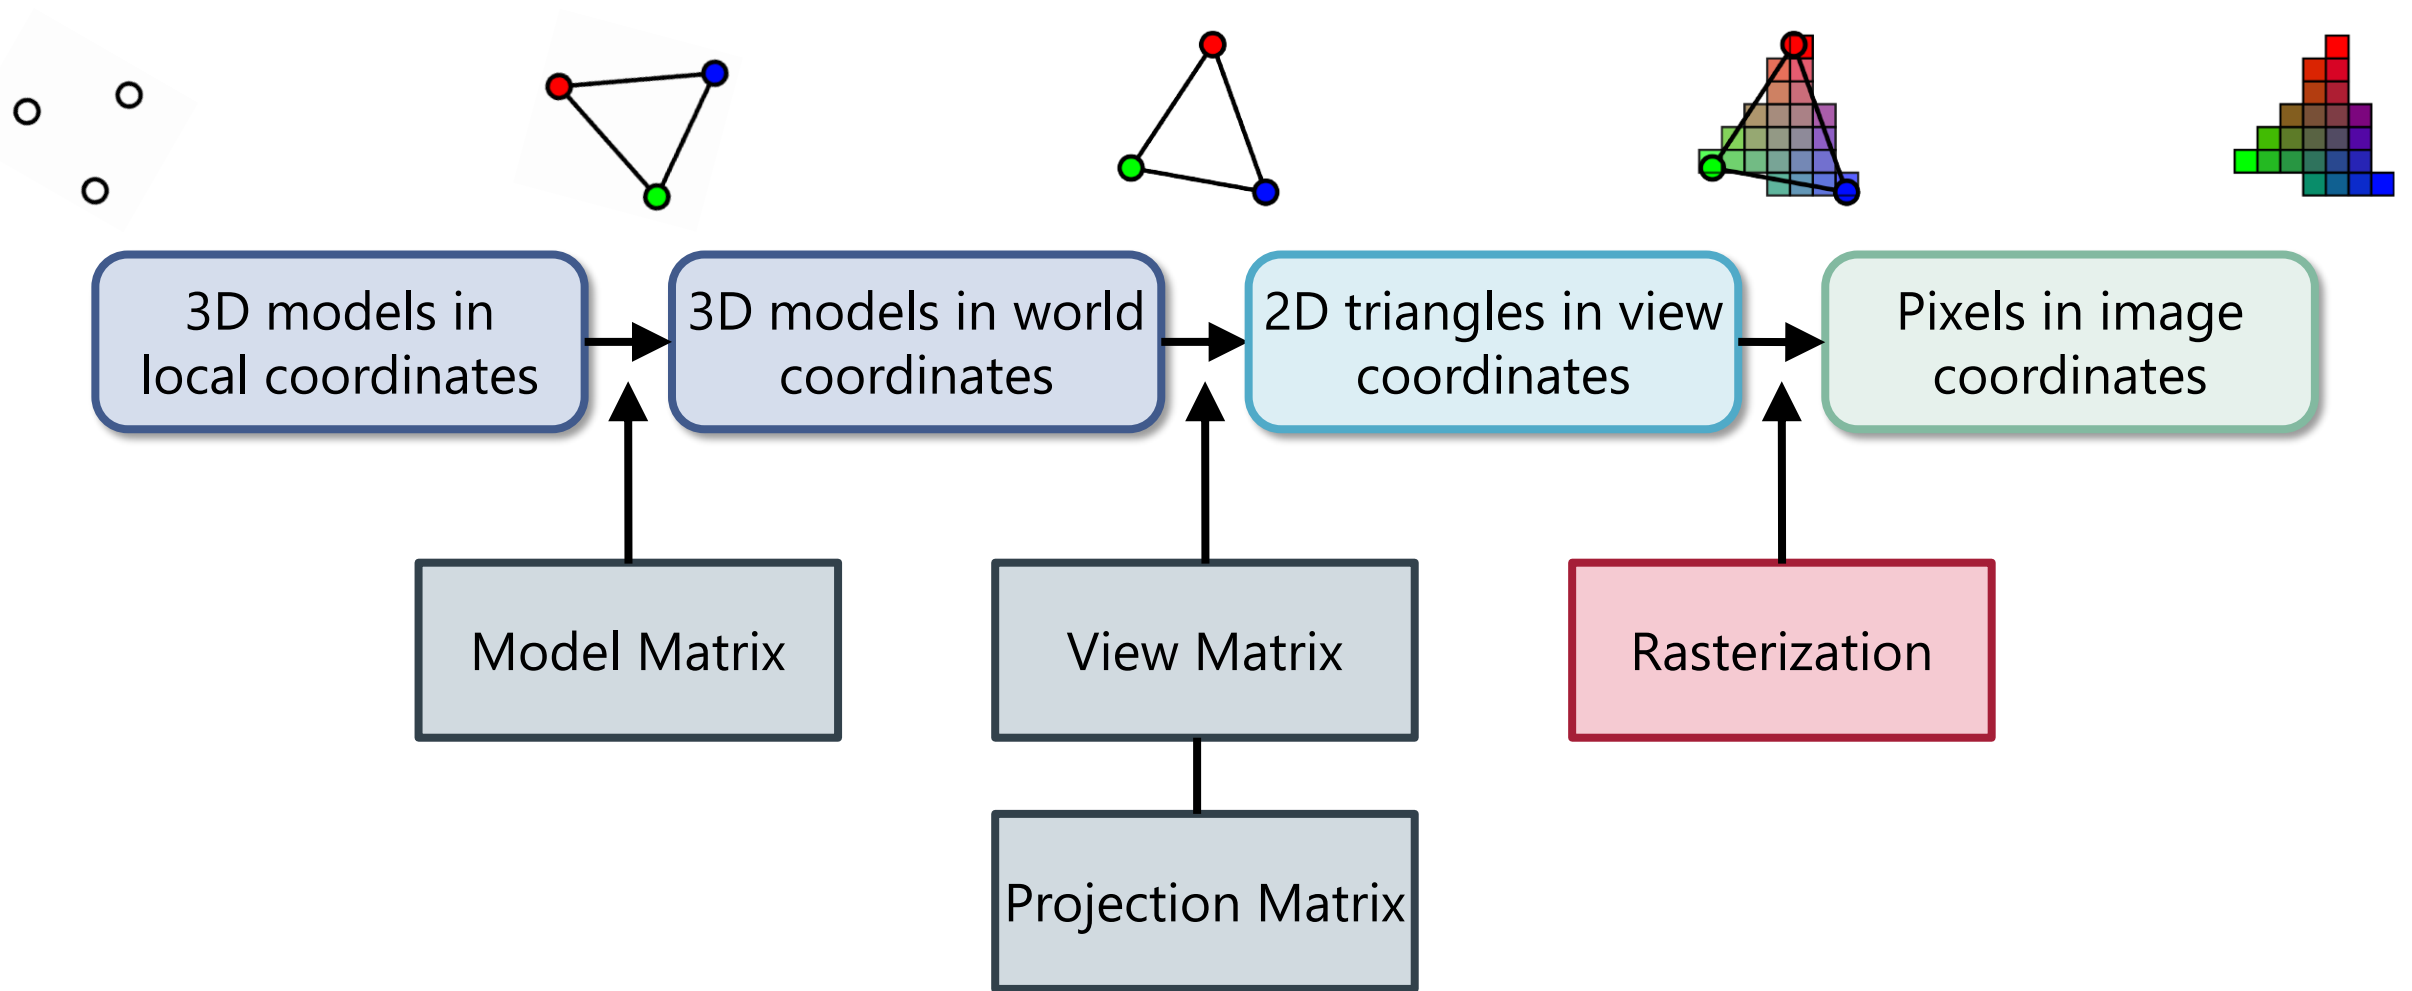 3D models in
local coordinates
3D models in world
coordinates
2D triangles in view
coordinates
Pixels in image
coordinates
Model Matrix
View Matrix
Rasterization
Projection Matrix